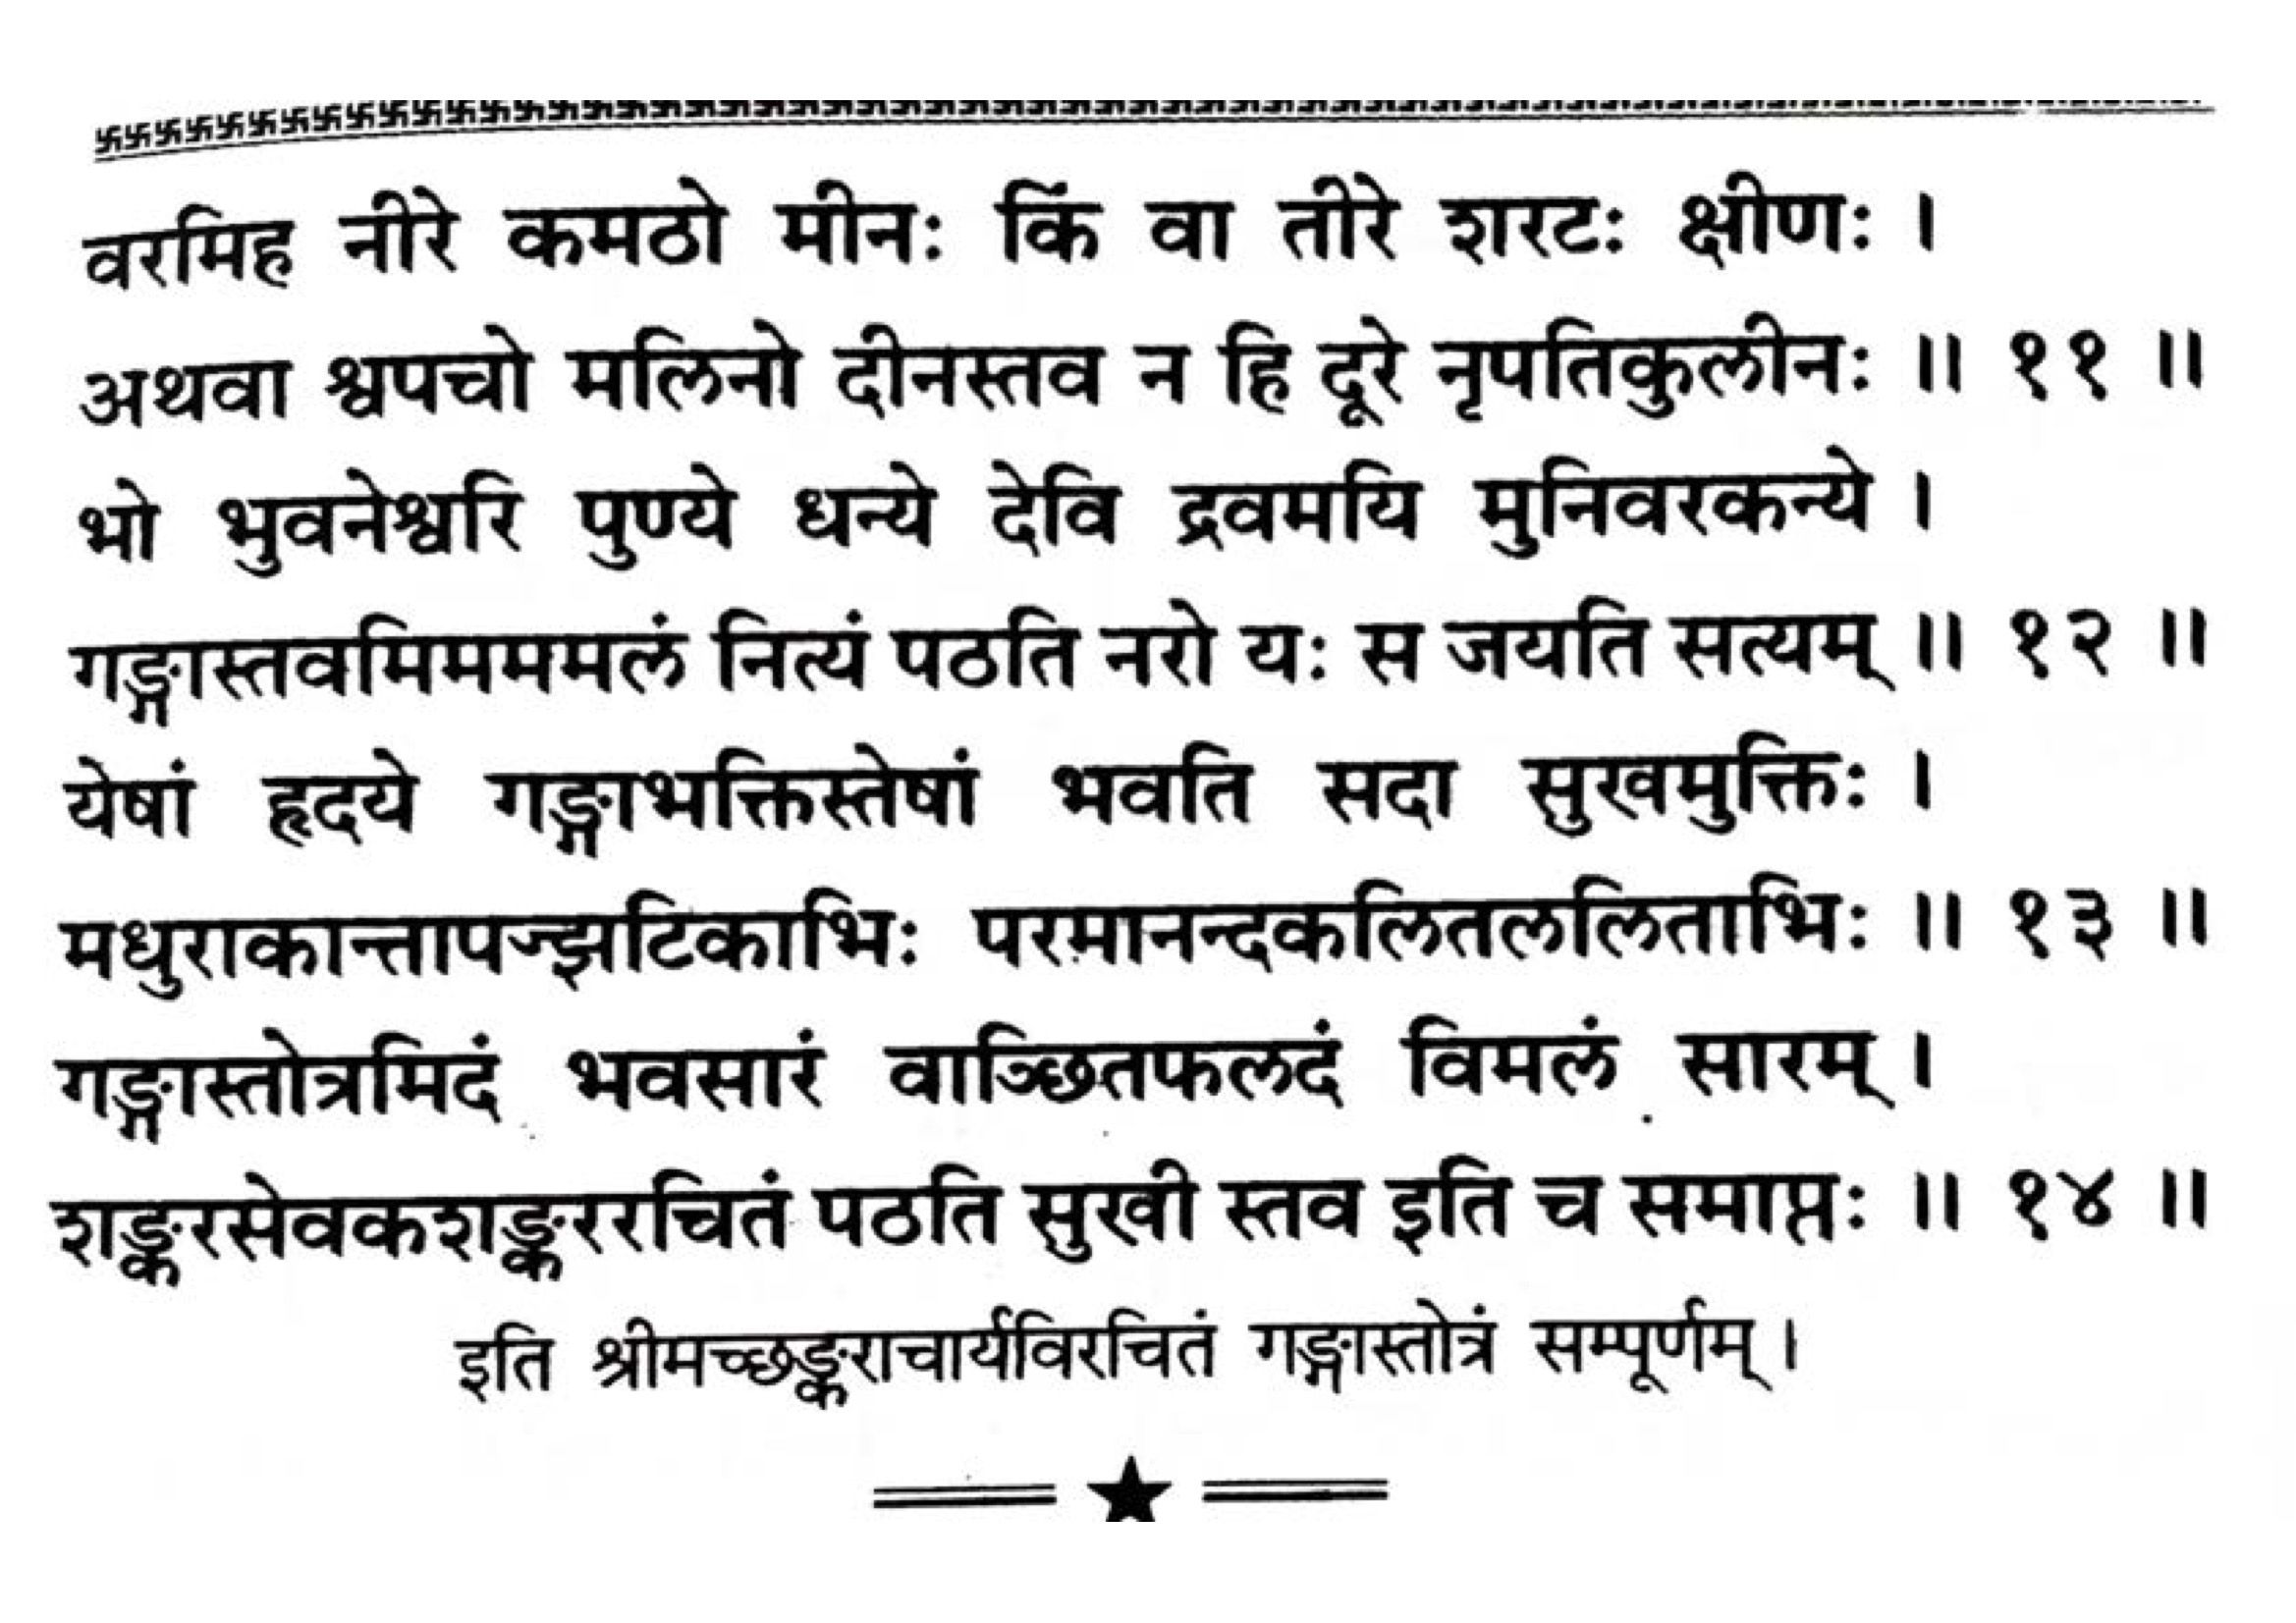 वरमिह नीरे कमठो मीनः किं वा तीरे शरटः क्षीणः ।
अथवा श्वपचो मलिनो दीनस्तव न हि दूरे नृपतिकुलीनः ॥ ११ ॥
भो भुवनेश्वरि पुण्ये धन्ये देवि द्रवमयि मुनिवरकन्ये ।
गङ्गास्तवमिमममलं नित्यं पठति नरो यः स जयति सत्यम् ॥ १२ ॥
येषां हृदये गङ्गाभक्तिस्तेषां भवति सदा सुखमुक्तिः ।
मधुराकान्तापज्झटिकाभिः परमानन्दकलितललिताभिः ॥ १३ ॥
गङ्गास्तोत्रमिदं भवसारं वाञ्छितफलदं विमलं सारम् ।
शङ्करसेवकशङ्कररचितं पठति सुखी स्तव इति च समाप्तः ॥ १४ ॥
इति श्रीमच्छङ्कराचार्यविरचितं गङ्गास्तोत्रं सम्पूर्णम् ।